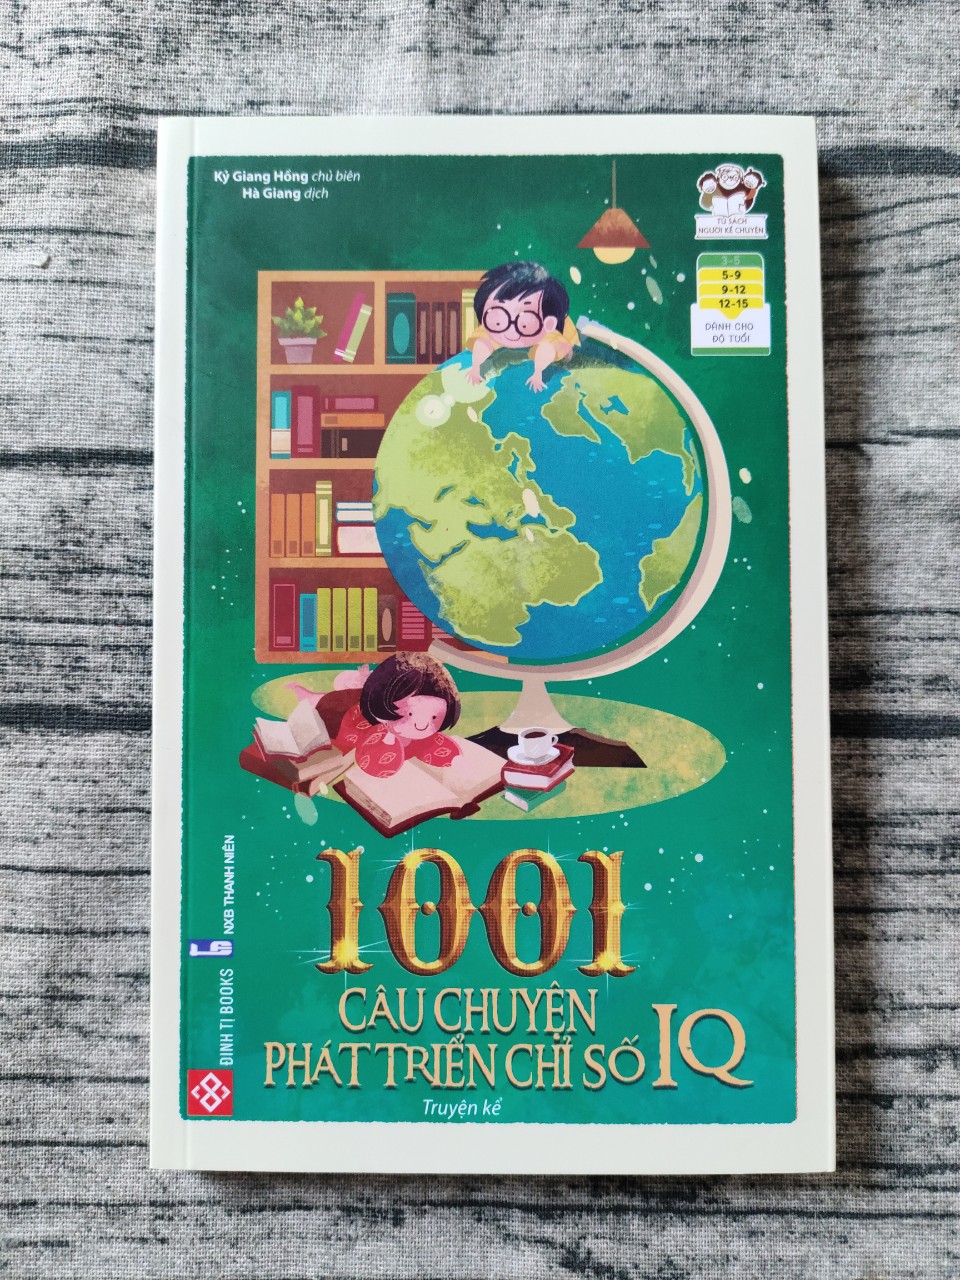 Kỷ Giang Hồng chủ biên
Hà Giang dịch
TỦ SÁCH
NGƯỜI KỂ CHUYỆN
3-5
5-9
9-12
12-15
DÀNH CHO
ĐỘ TUỔI
1001
CÂU CHUYỆN
PHÁT TRIỂN CHỈ SỐ IQ
Truyện kể
ĐINH TỊ BOOKS
NXB THANH NIÊN